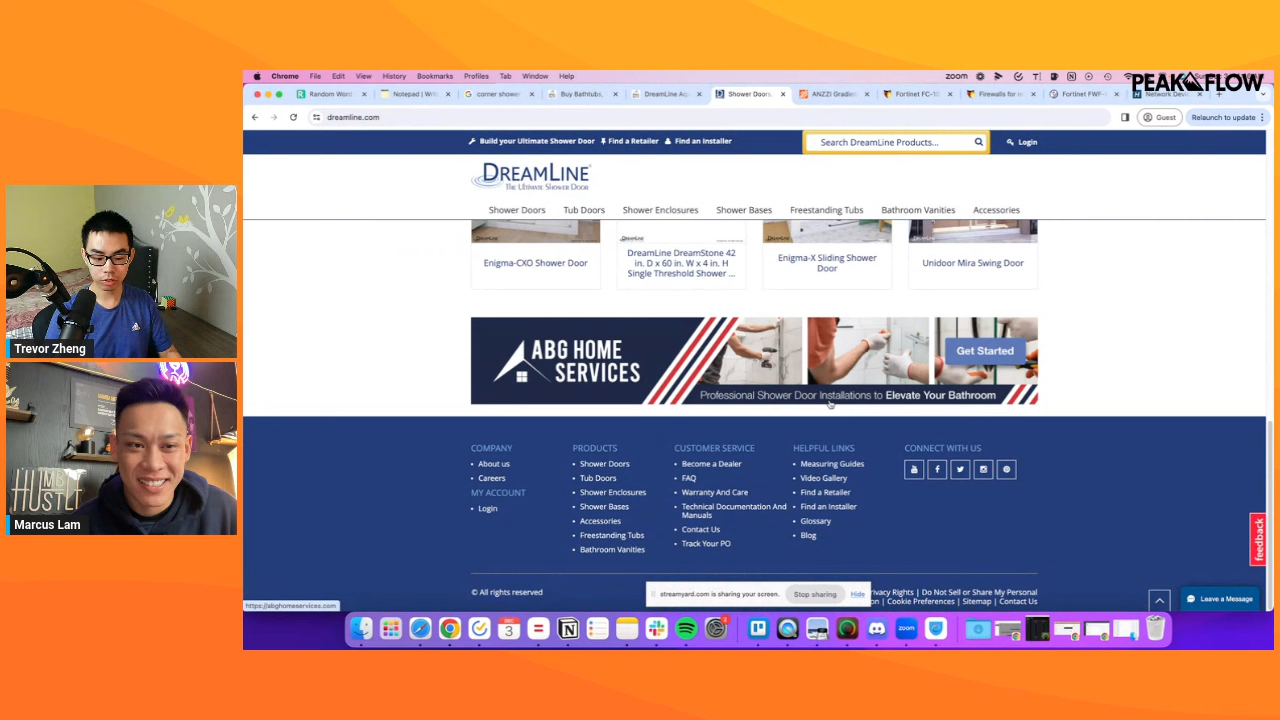 PEAK FLOW
Chrome File Edit View History Bookmarks Profiles Tab Window Help
zoom
Random Word
Notepad | Wri
corner shower
Buy Bathtubs,
DreamLine Aq
Shower Doors,
ANZZI Gradien
Fortinet FC-10
Firewalls for m
Fortinet FWF-
Network Devic
dreamline.com
Guest
Relaunch to update
Build your Ultimate Shower Door Find a Retailer Find an Installer
Search DreamLine Products...
Login
DREAMLINE
THE ULTIMATE SHOWER DOOR
Shower Doors Tub Doors Shower Enclosures Shower Bases Freestanding Tubs Bathroom Vanities Accessories
Enigma-CXO Shower Door
DreamLine DreamStone 42
in. D x 60 in. W x 4 in. H
Single Threshold Shower ...
Enigma-X Sliding Shower
Door
Unidoor Mira Swing Door
ABG HOME
SERVICES
Get Started
Professional Shower Door Installations to Elevate Your Bathroom
COMPANY
About us
Careers
MY ACCOUNT
Login
PRODUCTS
Shower Doors
Tub Doors
Shower Enclosures
Shower Bases
Accessories
Freestanding Tubs
Bathroom Vanities
CUSTOMER SERVICE
Become a Dealer
FAQ
Warranty And Care
Technical Documentation And
Manuals
Contact Us
Track Your PO
HELPFUL LINKS
Measuring Guides
Video Gallery
Find a Retailer
Find an Installer
Glossary
Blog
CONNECT WITH US
feedback
© All rights reserved
Privacy Rights | Do Not Sell or Share My Personal
| Cookie Preferences | Sitemap | Contact Us
streamyard.com is sharing your screen.
Stop sharing
Hide
Leave a Message
https://abghomeservices.com
DEC
3
zoom
Trevor Zheng
HUSTLE
Marcus Lam